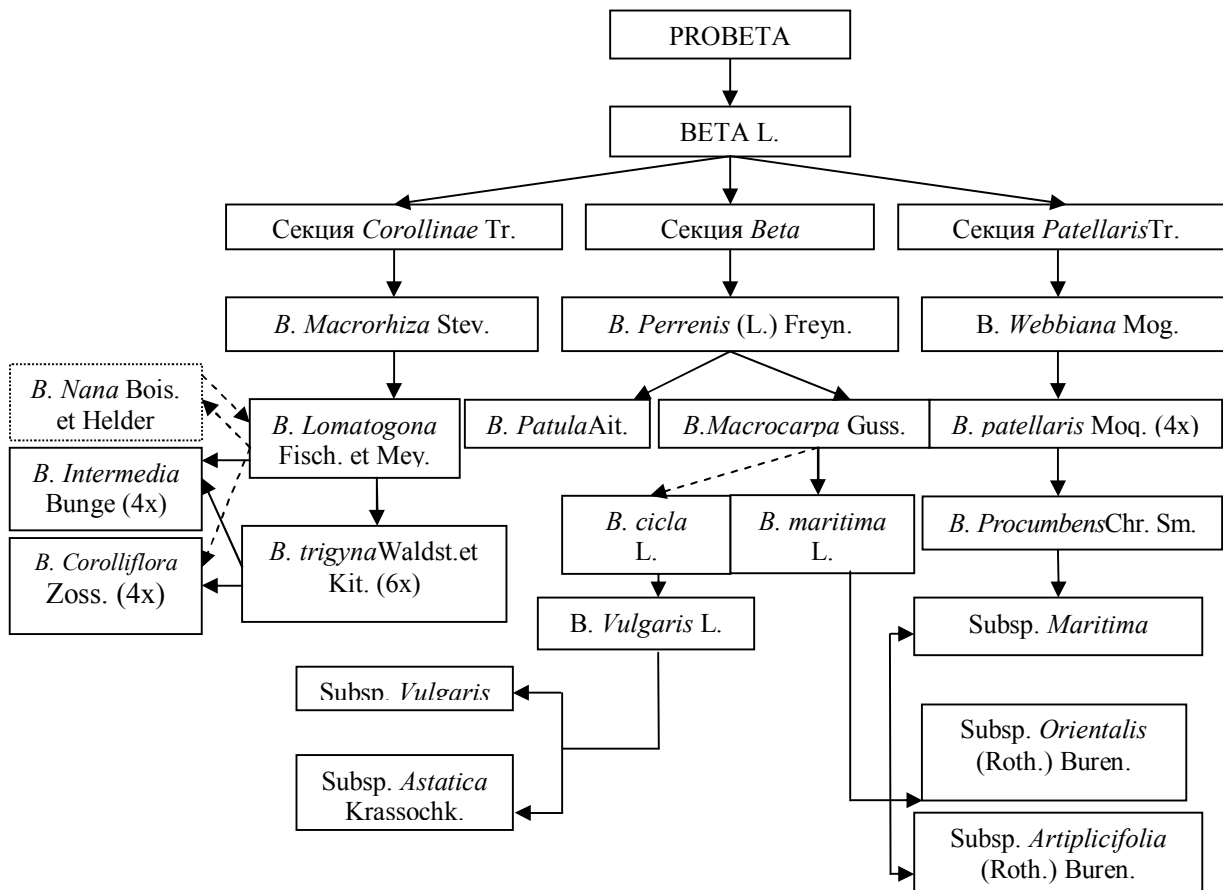 PROBETA
BETA L.
Секция Corollinae Tr.
Секция Beta
Секция PatellarisTr.
B. Macrorhiza Stev.
B. Perrenis (L.) Freyn.
B. Webbiana Mog.
B. Nana Bois.
et Helder
B. Lomatogona
Fisch. et Mey.
B. PatulaAit.
B.Macrocarpa Guss.
B. patellaris Moq. (4x)
B. Intermedia
Bunge (4x)
B. cicla
L.
B. maritima
L.
B. ProcumbensChr. Sm.
B. Corolliflora
Zoss. (4x)
B. trigynaWaldst.et
Kit. (6x)
B. Vulgaris L.
Subsp. Maritima
Subsp. Vulgaris
Subsp. Orientalis
(Roth.) Buren.
Subsp. Astatica
Krassochk.
Subsp. Artiplicifolia
(Roth.) Buren.